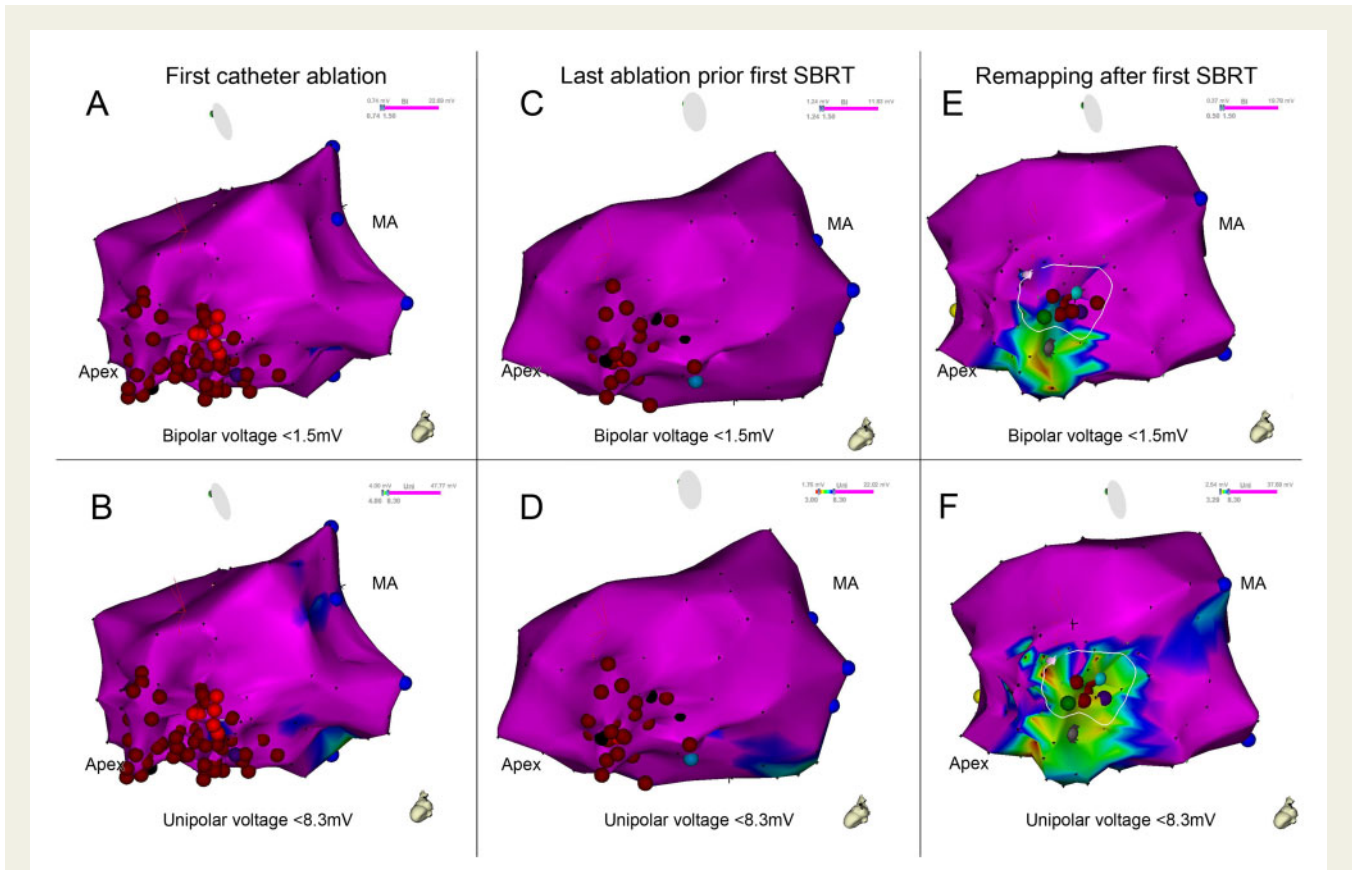 First catheter ablation
Last ablation prior first SBRT
Remapping after first SBRT
A
MA
Apex
Bipolar voltage <1.5mV
C
MA
Apex
Bipolar voltage <1.5mV
E
MA
Apex
Bipolar voltage <1.5mV
B
MA
Apex
Unipolar voltage <8.3mV
D
MA
Apex
Unipolar voltage <8.3mV
F
MA
Apex
Unipolar voltage <8.3mV